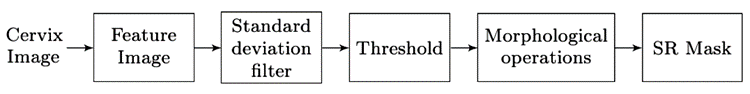 Cervix
Image
Feature
Image
Standard
deviation
filter
Threshold
Morphological
operations
SR Mask